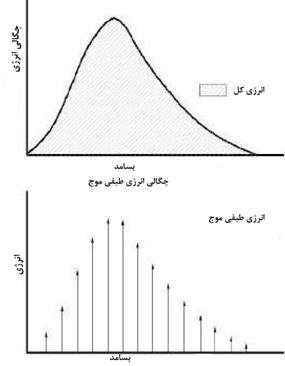 چگالی انرژی
انرژی کل
بسامد
چگالی انرژی طیفی موج
انرژی طیفی موج
انرژی
بسامد